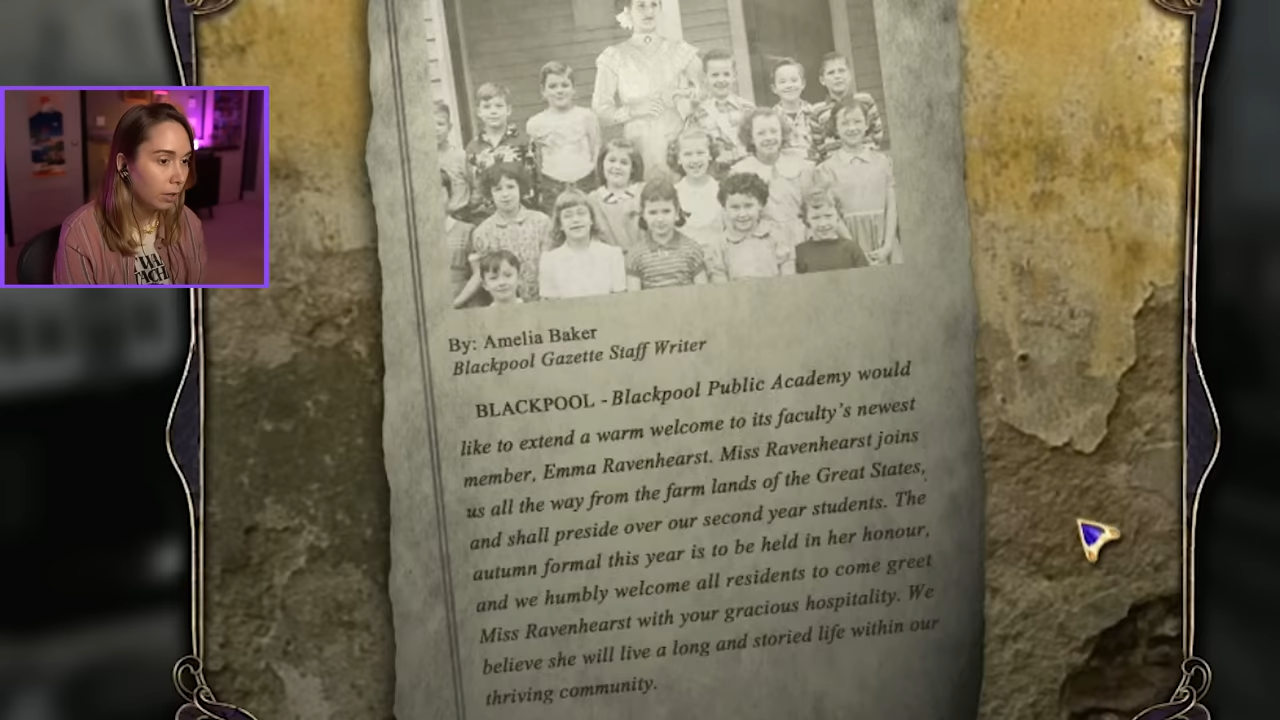 By: Amelia Baker
Blackpool Gazette Staff Writer
BLACKPOOL - Blackpool Public Academy would
like to extend a warm welcome to its faculty's newest
member, Emma Ravenhearst. Miss Ravenhearst joins
us all the way from the farm lands of the Great States,
and shall preside over our second year students. The
autumn formal this year is to be held in her honour,
and we humbly welcome all residents to come greet
Miss Ravenhearst with your gracious hospitality. We
believe she will live a long and storied life within our
thriving community.